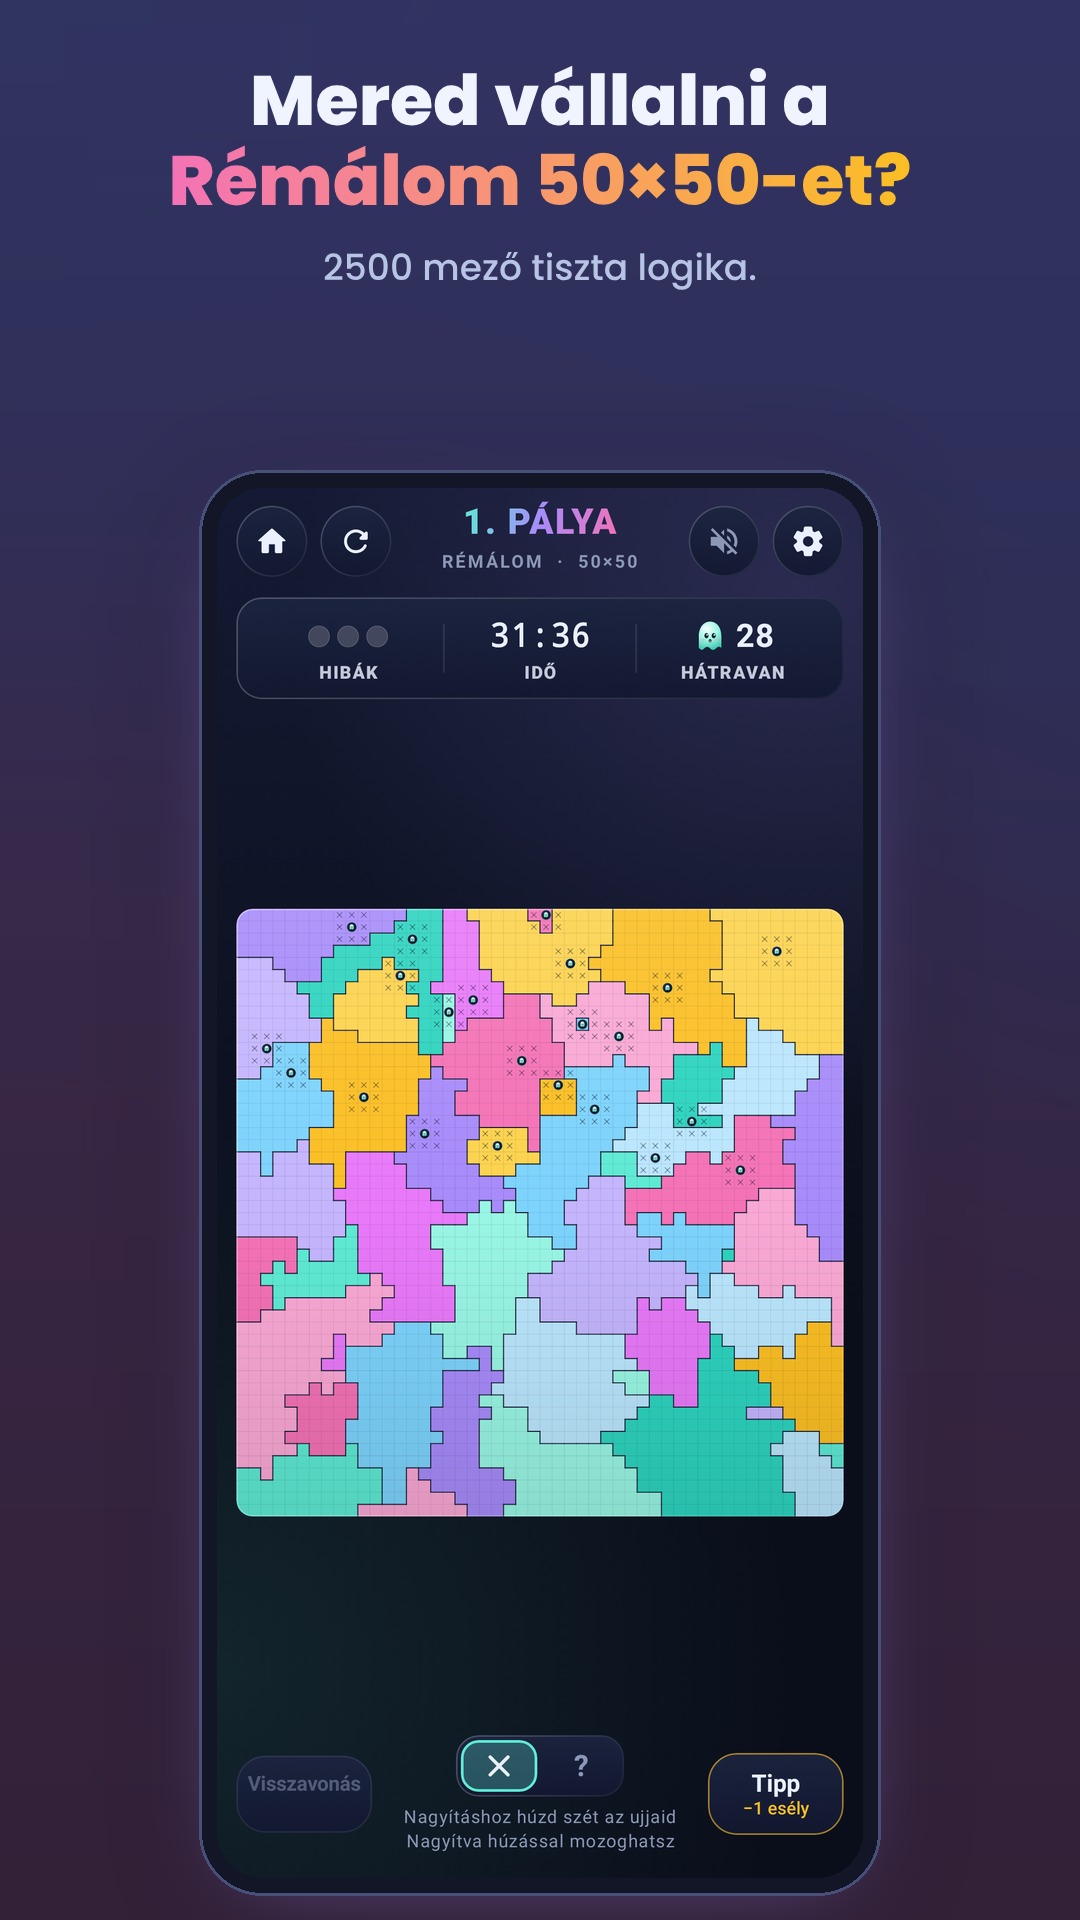 Mered vállalni a
Rémálom 50×50-et?
2500 mező tiszta logika.
1. PÁLYA
RÉMÁLOM · 50×50
31:36
28
HIBÁK
IDŐ
HÁTRAVAN
Visszavonás
?
Tipp
−1 esély
Nagyításhoz húzd szét az ujjaid
Nagyítva húzással mozoghatsz